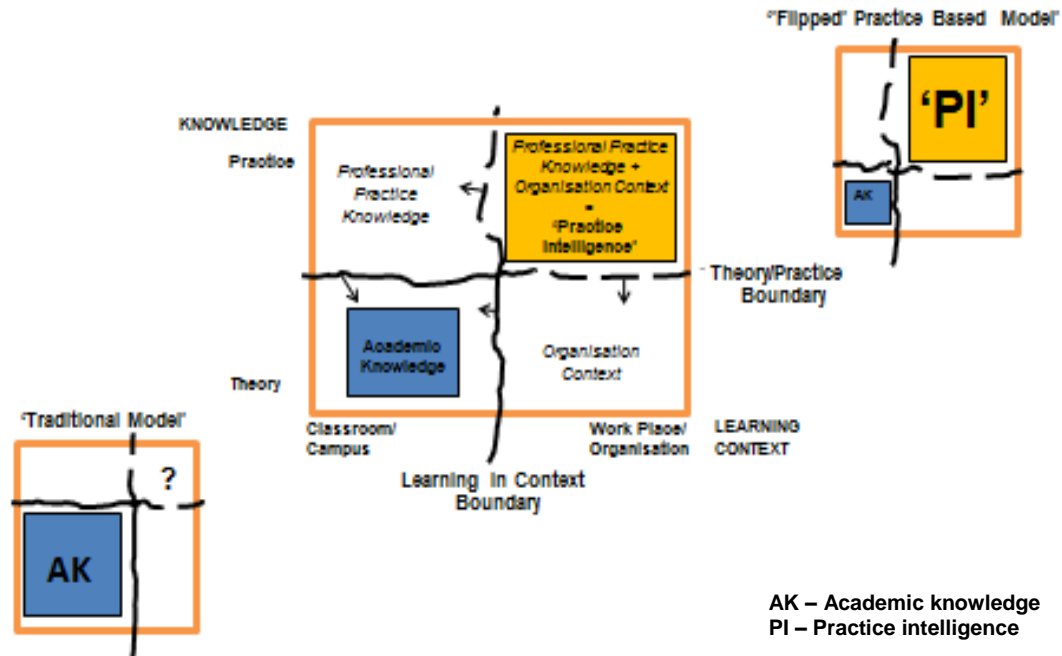 "Flipped' Practice Based Model'
'PI'
AK
KNOWLEDGE
Practice
Professional
Practice
Knowledge
Professional Practice
Knowledge +
Organisation Context
=
'Practice
Intelligence'
Theory/Practice
Boundary
Academic
Knowledge
Organisation
Context
Theory
Classroom/
Campus
Work Place/
Organisation
LEARNING
CONTEXT
Learning in Context
Boundary
'Traditional Model'
?
AK
AK – Academic knowledge
PI – Practice intelligence